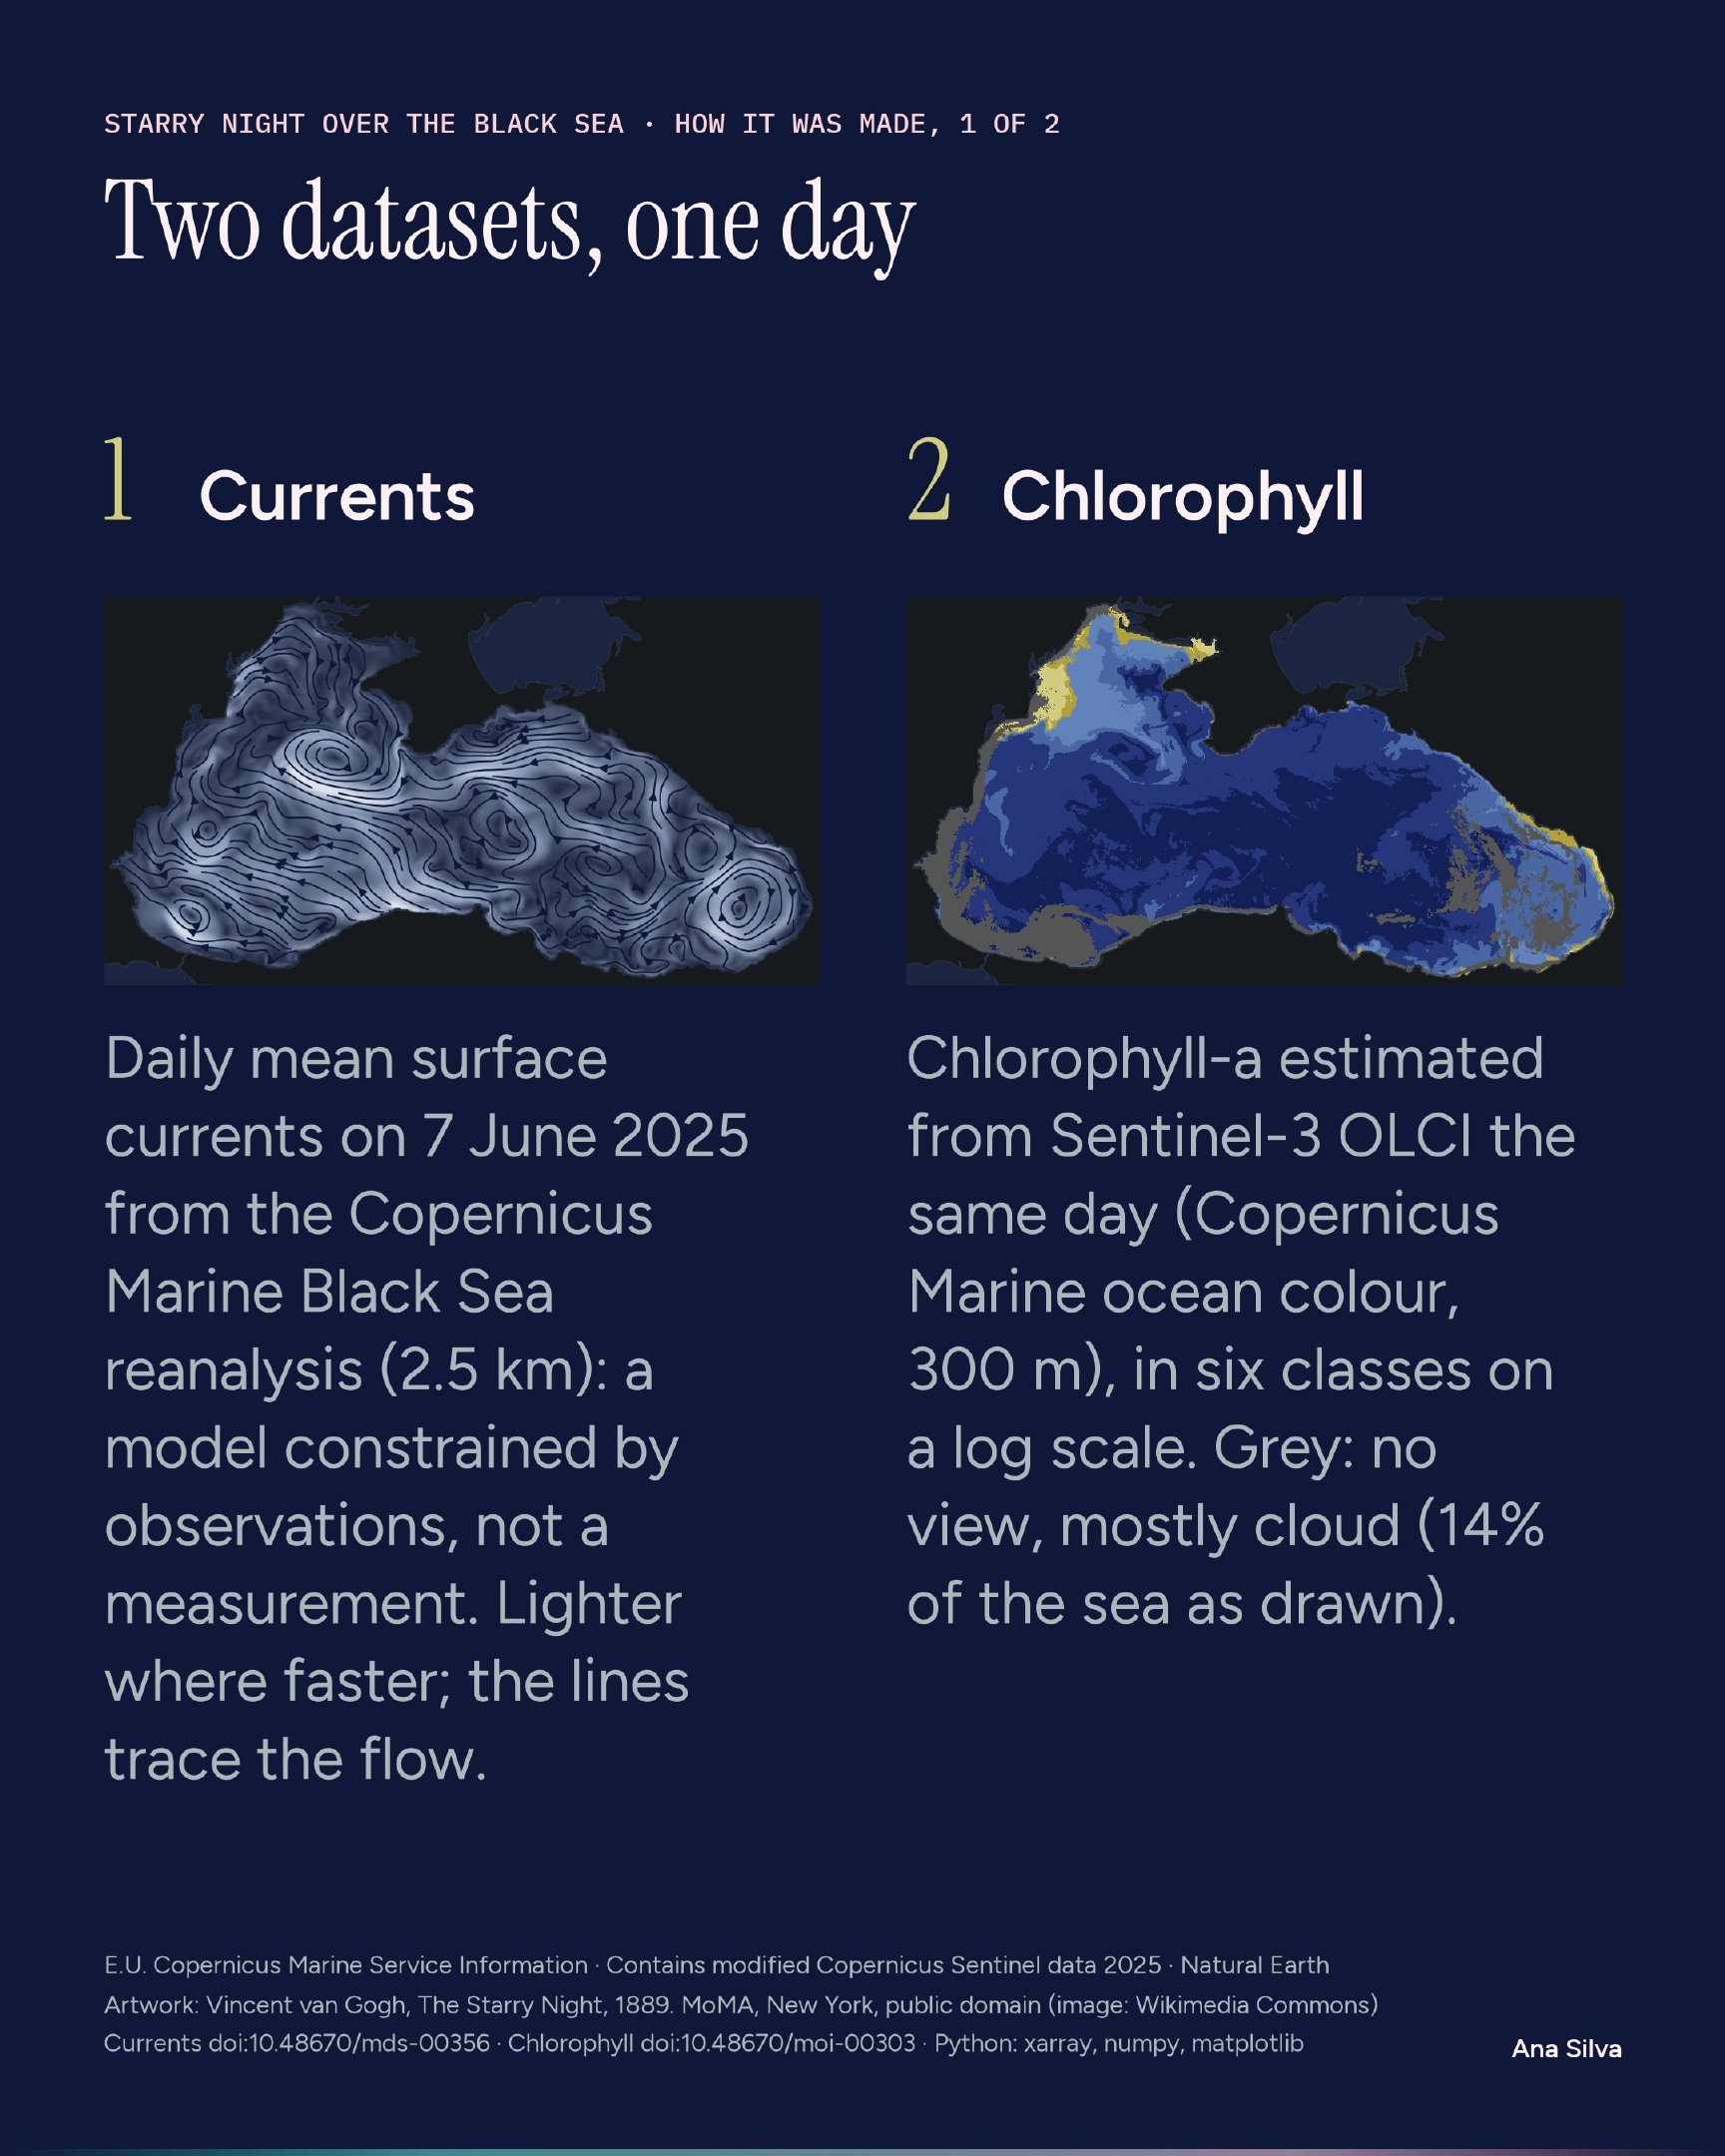 STARRY NIGHT OVER THE BLACK SEA · HOW IT WAS MADE, 1 OF 2
Two datasets, one day
1 Currents
Daily mean surface
currents on 7 June 2025
from the Copernicus
Marine Black Sea
reanalysis (2.5 km): a
model constrained by
observations, not a
measurement. Lighter
where faster; the lines
trace the flow.
2 Chlorophyll
Chlorophyll-a estimated
from Sentinel-3 OLCI the
same day (Copernicus
Marine ocean colour,
300 m), in six classes on
a log scale. Grey: no
view, mostly cloud (14%
of the sea as drawn).
E.U. Copernicus Marine Service Information · Contains modified Copernicus Sentinel data 2025 · Natural Earth
Artwork: Vincent van Gogh, The Starry Night, 1889. MoMA, New York, public domain (image: Wikimedia Commons)
Currents doi:10.48670/mds-00356 · Chlorophyll doi:10.48670/moi-00303 · Python: xarray, numpy, matplotlib
Ana Silva